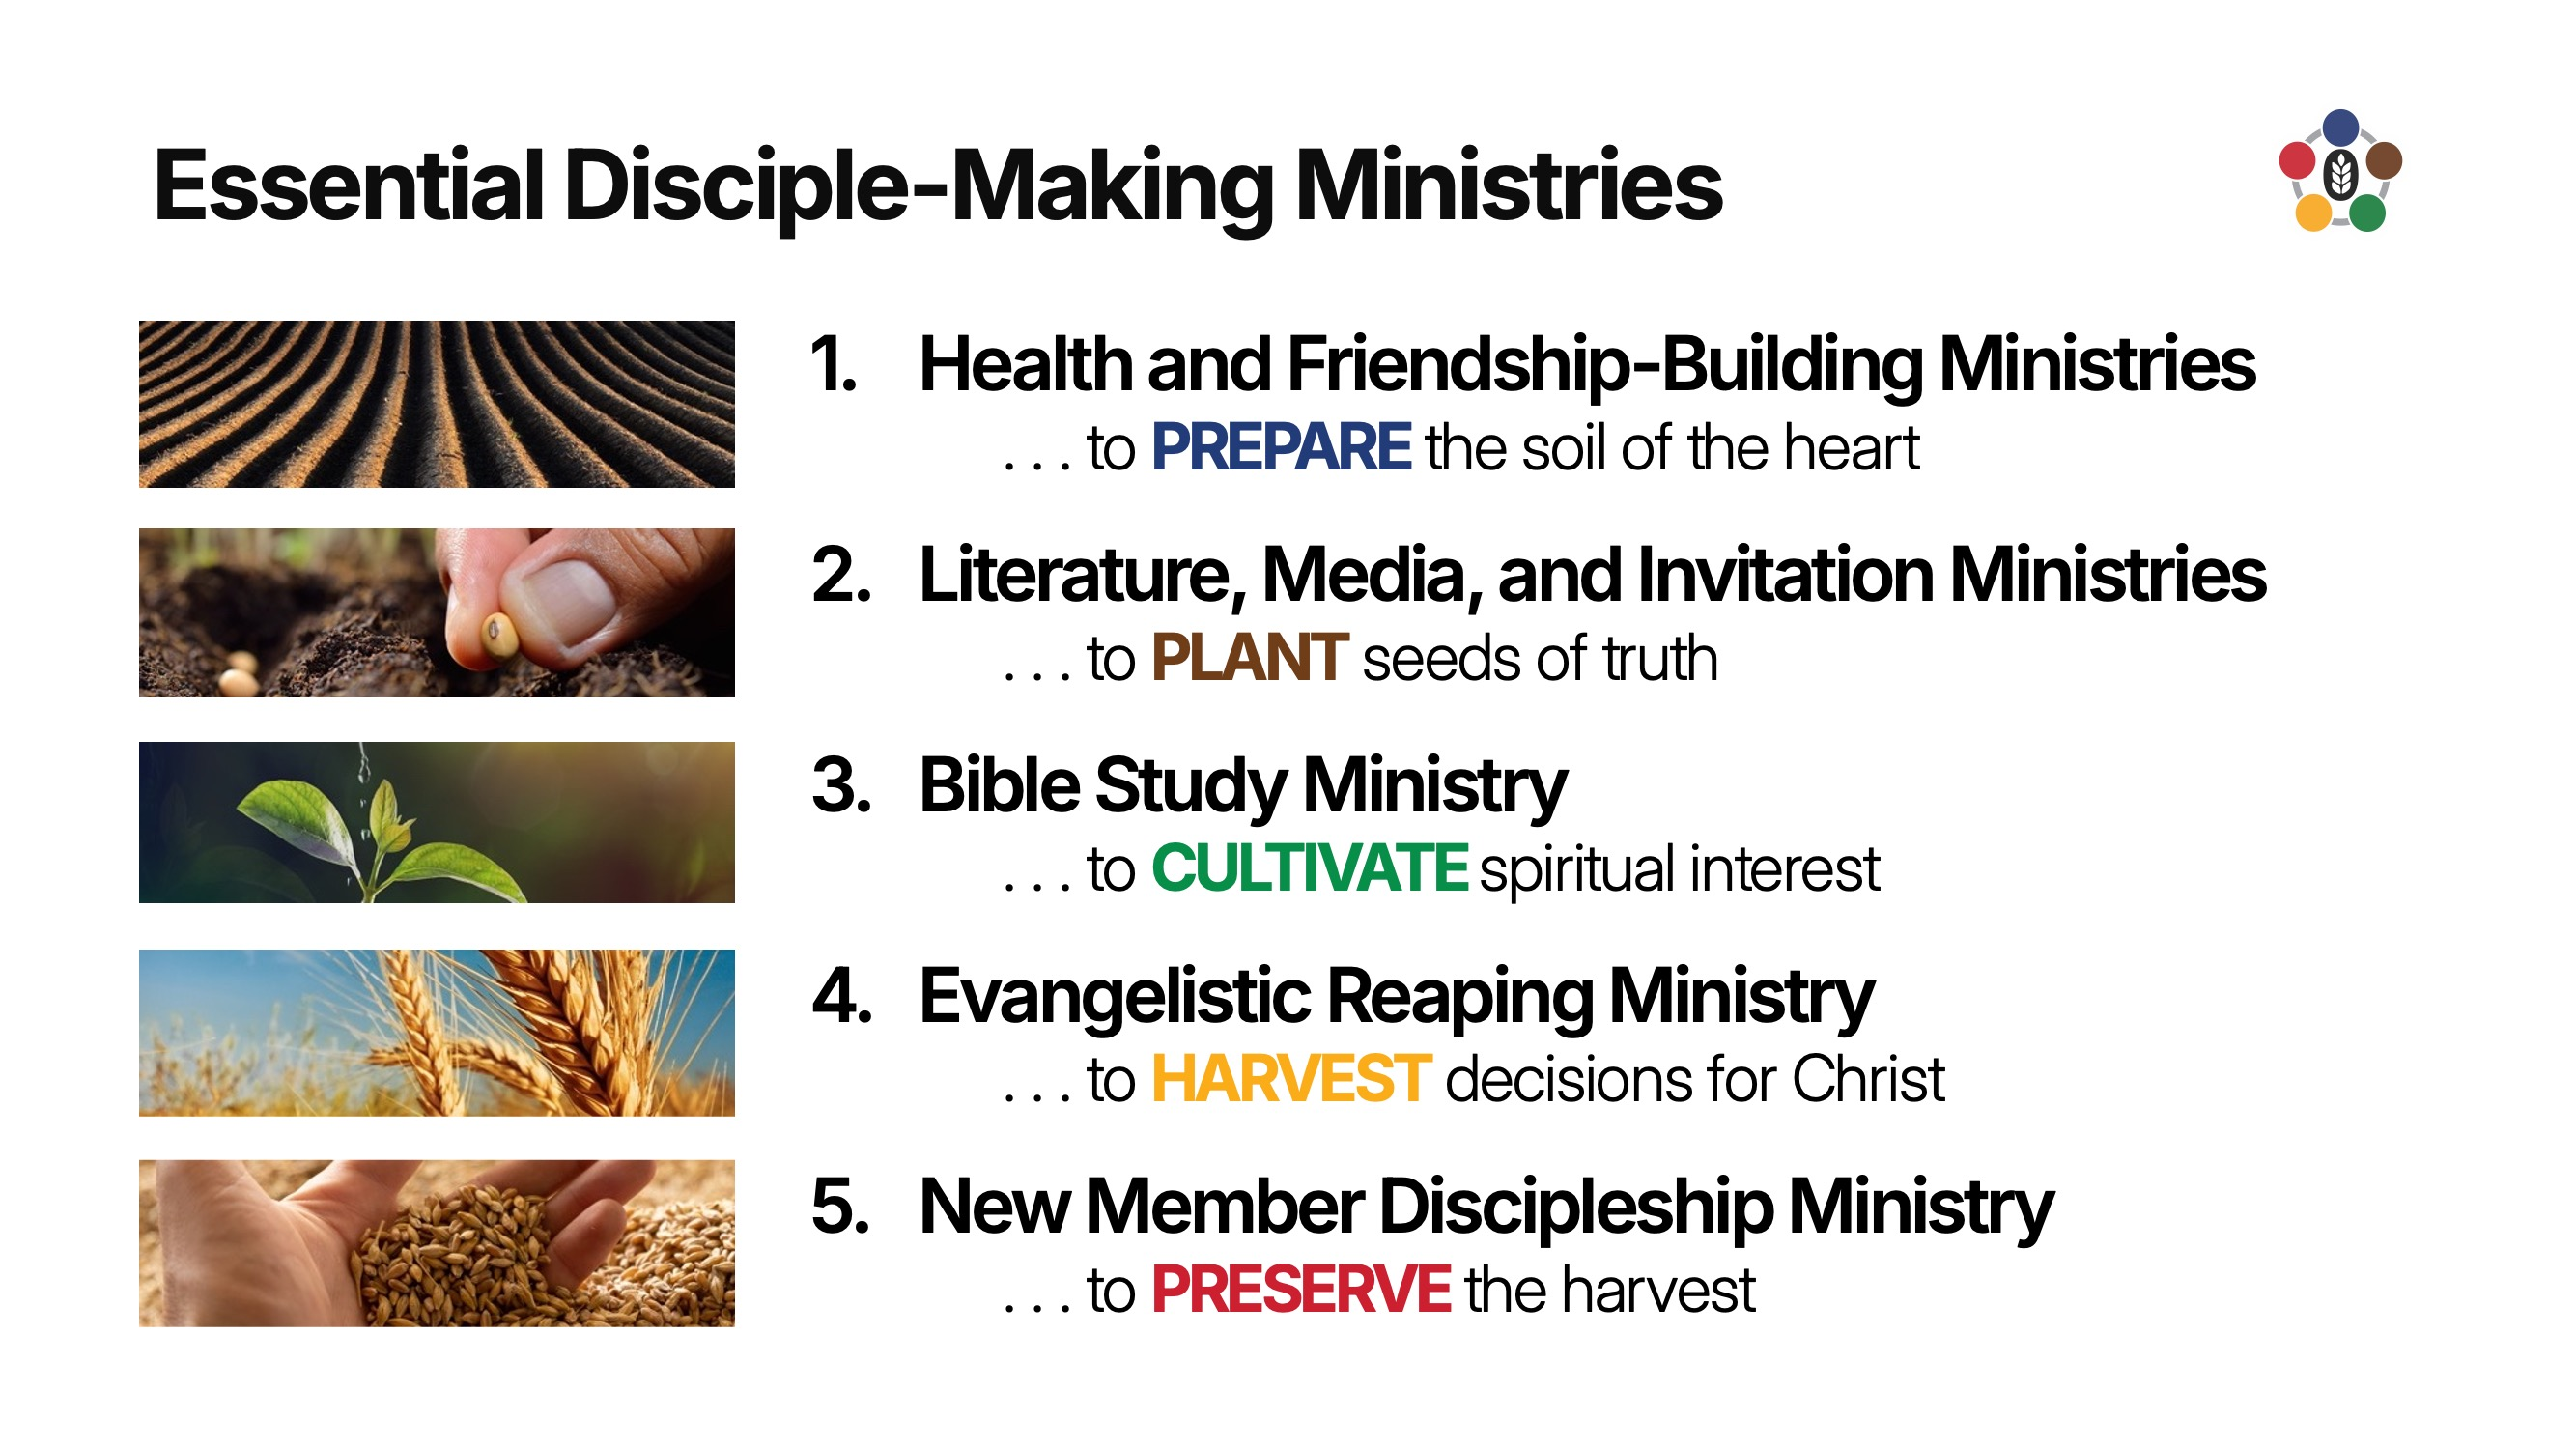 Essential Disciple-Making Ministries
1. Health and Friendship-Building Ministries
. . . to PREPARE the soil of the heart
2. Literature, Media, and Invitation Ministries
. . . to PLANT seeds of truth
3. Bible Study Ministry
. . . to CULTIVATE spiritual interest
4. Evangelistic Reaping Ministry
. . . to HARVEST decisions for Christ
5. New Member Discipleship Ministry
. . . to PRESERVE the harvest